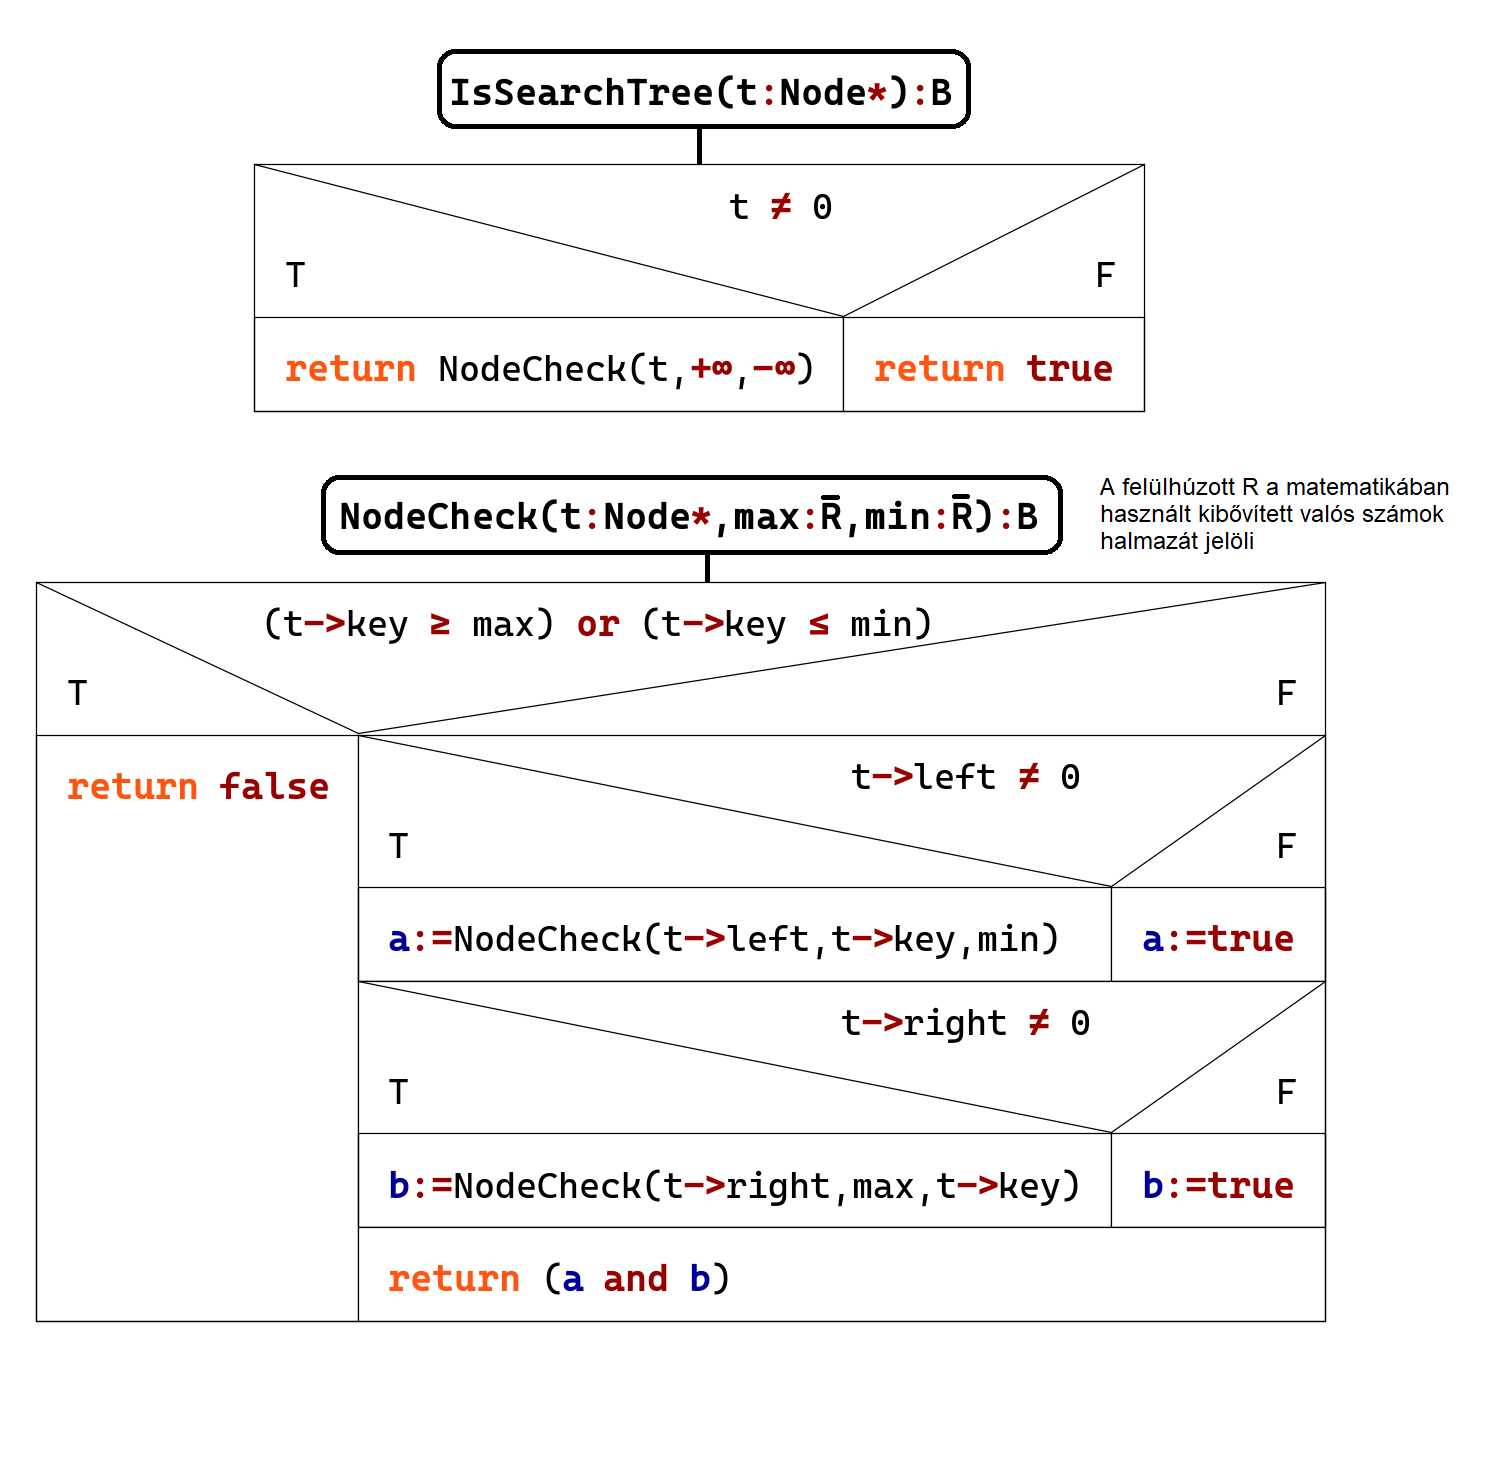 IsSearchTree(t:Node*):B
t ≠ 0
T
F
return NodeCheck(t,+∞,−∞)
return true
NodeCheck(t:Node*,max:R̅,min:R̅):B
A felülhúzott R a matematikában
használt kibővített valós számok
halmazát jelöli
(t−>key ≥ max) or (t−>key ≤ min)
T
F
return false
t−>left ≠ 0
T
F
a:=NodeCheck(t−>left,t−>key,min)
a:=true
t−>right ≠ 0
T
F
b:=NodeCheck(t−>right,max,t−>key)
b:=true
return (a and b)